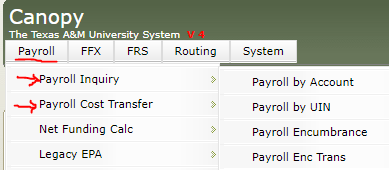 Canopy
The Texas A&M University System V 4
Payroll FFX FRS Routing System
Payroll Inquiry
Payroll Cost Transfer
Net Funding Calc
Legacy EPA
Payroll by Account
Payroll by UIN
Payroll Encumbrance
Payroll Enc Trans